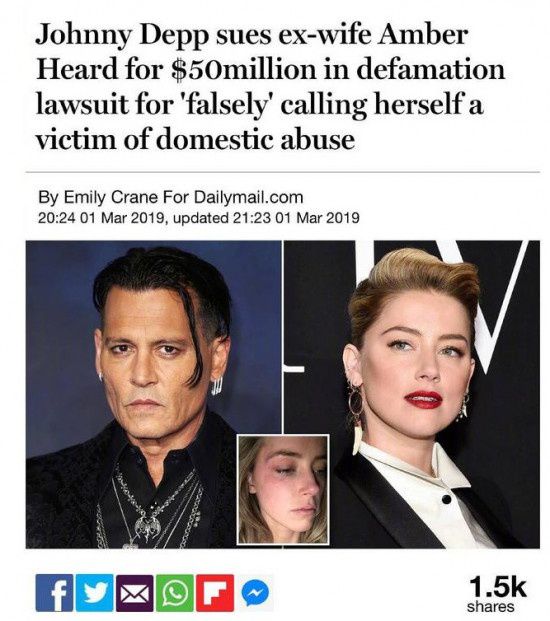 Johnny Depp sues ex-wife Amber
Heard for $50million in defamation
lawsuit for 'falsely' calling herself a
victim of domestic abuse
By Emily Crane For Dailymail.com
20:24 01 Mar 2019, updated 21:23 01 Mar 2019
V
f
1.5k
shares